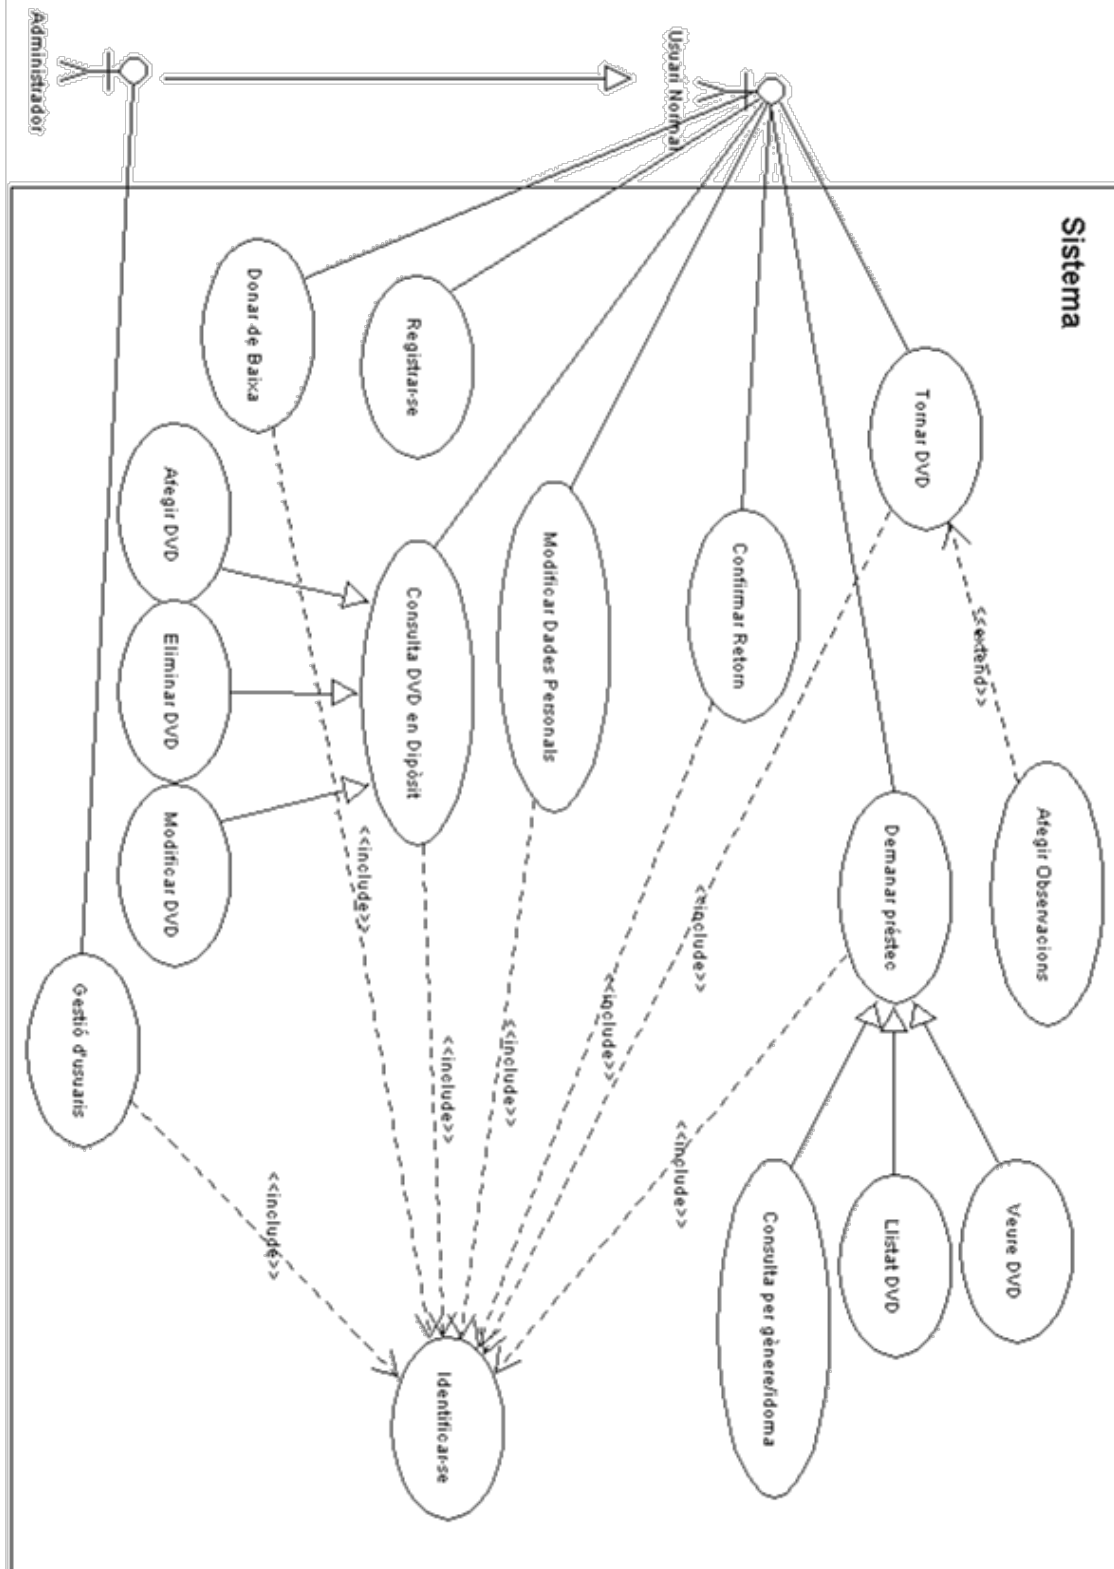 Sistema
Usuari Normal
Administrador
Tornar DVD
Afegir Observacions
<<extend>>
Demanar préstec
Veure DVD
Llistat DVD
Consulta per gènere/idoma
Confirmar Retorn
Modificar Dades Personals
Consulta DVD en Dipòsit
Registrar-se
Donar de Baixa
Afegir DVD
Eliminar DVD
Modificar DVD
Gestió d'usuaris
Identificar-se
<<include>>
<<include>>
<<include>>
<<include>>
<<include>>
<<include>>
<<include>>